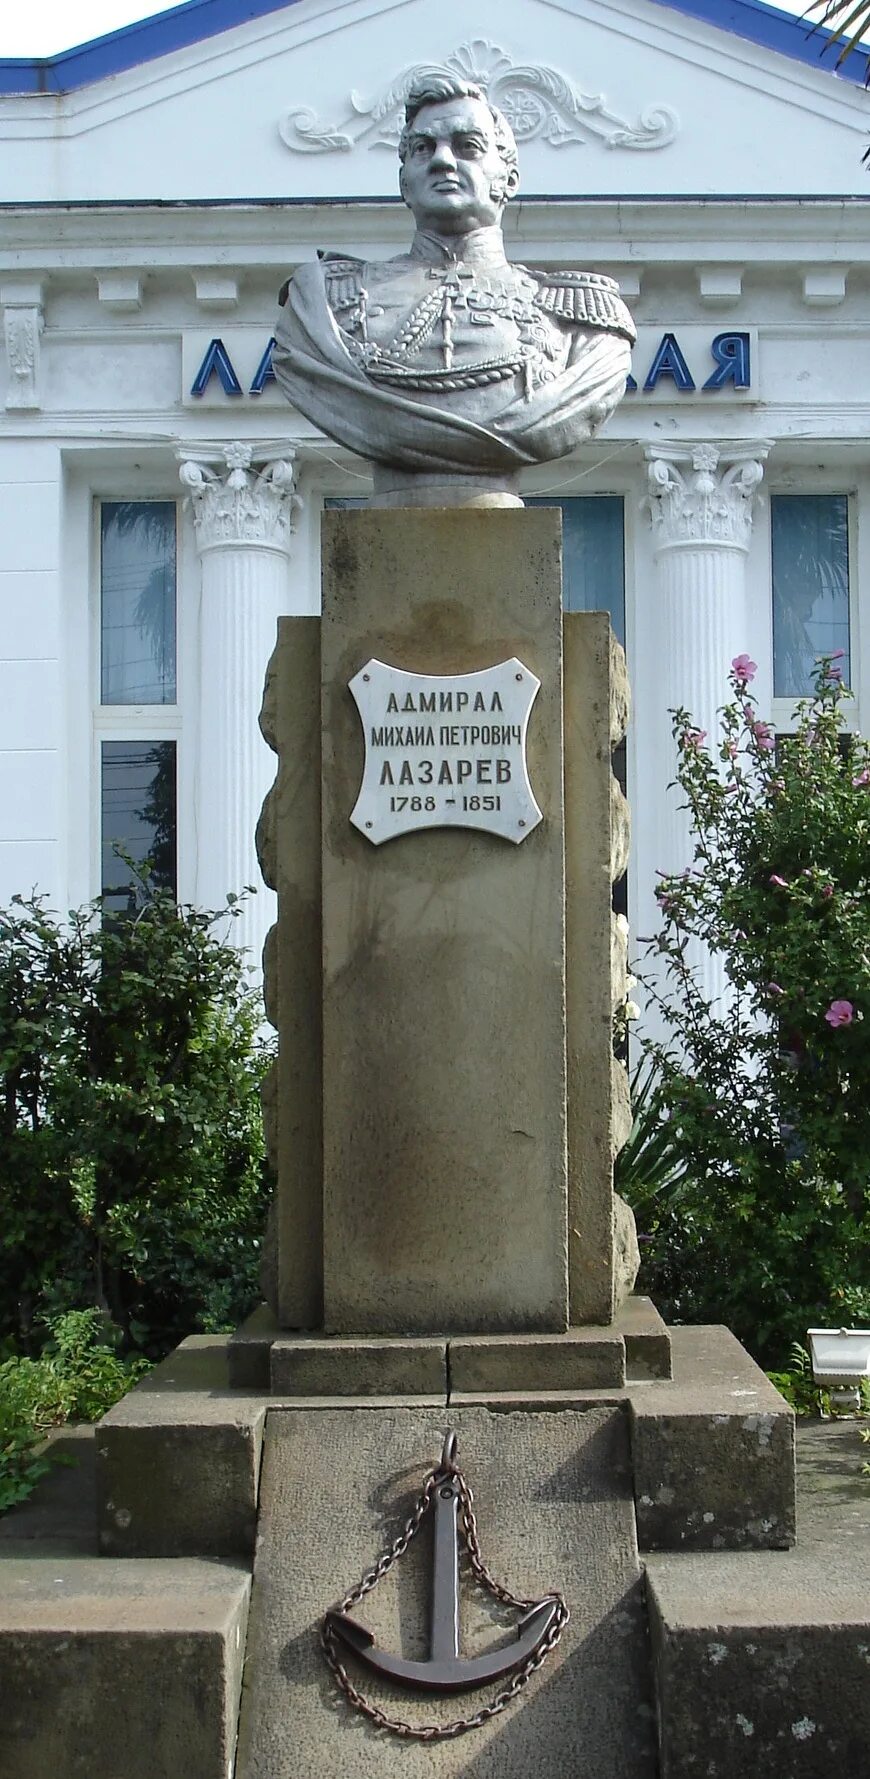 АДМИРАЛ
МИХАИЛ ПЕТРОВИЧ
ЛАЗАРЕВ
1788 - 1851